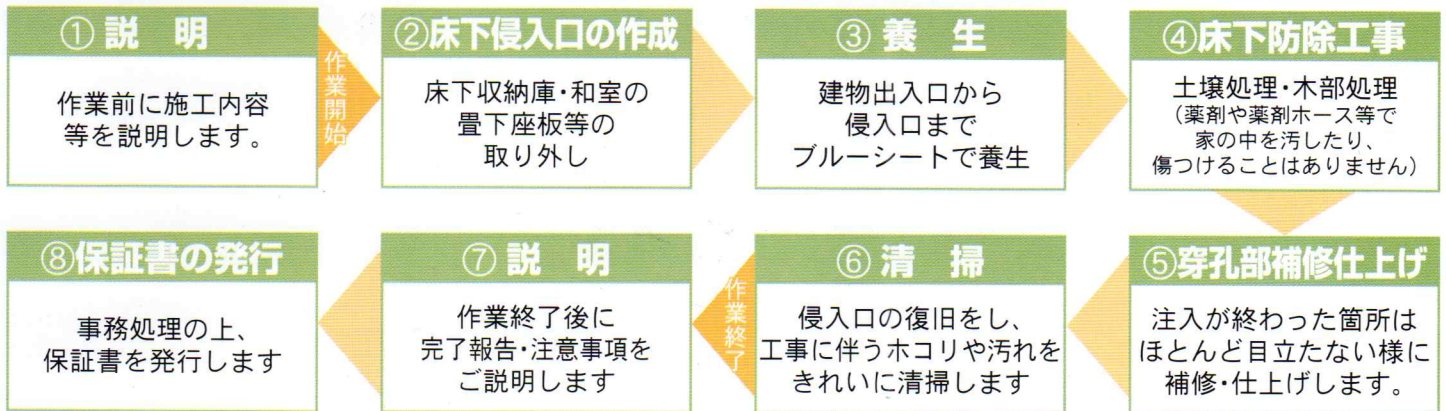 ①説 明
作業前に施工内容
等を説明します。
作業開始
②床下侵入口の作成
床下収納庫・和室の
畳下座板等の
取り外し
③養 生
建物出入口から
侵入口まで
ブルーシートで養生
④床下防除工事
土壌処理・木部処理
（薬剤や薬剤ホース等で
家の中を汚したり、
傷つけることはありません）
⑤穿孔部補修仕上げ
注入が終わった箇所は
ほとんど目立たない様に
補修・仕上げします。
⑥清 掃
侵入口の復旧をし、
工事に伴うホコリや汚れを
きれいに清掃します
作業終了
⑦説 明
作業終了後に
完了報告・注意事項を
ご説明します
⑧保証書の発行
事務処理の上、
保証書を発行します